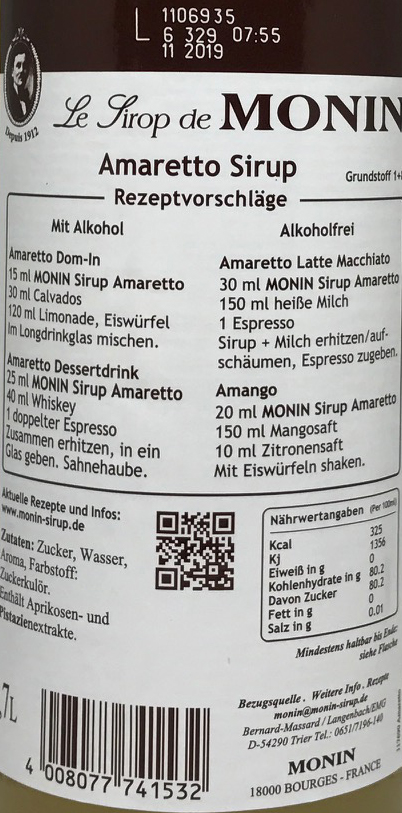 L 1106935
6 329 07:55
11 2019
Depuis 1912
Le Sirop de MONIN
Amaretto Sirup
Grundstoff
Rezeptvorschläge
Mit Alkohol
Amaretto Dom-In
15 ml MONIN Sirup Amaretto
30 ml Calvados
120 ml Limonade, Eiswürfel
Im Longdrinkglas mischen.
Amaretto Dessertdrink
25 ml MONIN Sirup Amaretto
40 ml Whiskey
1 doppelter Espresso
Zusammen erhitzen, in ein
Glas geben. Sahnehaube.
Alkoholfrei
Amaretto Latte Macchiato
30 ml MONIN Sirup Amaretto
150 ml heiße Milch
1 Espresso
Sirup + Milch erhitzen/auf-
schäumen, Espresso zugeben.
Amango
20 ml MONIN Sirup Amaretto
150 ml Mangosaft
10 ml Zitronensaft
Mit Eiswürfeln shaken.
Aktuelle Rezepte und Infos:
www.monin-sirup.de
Zutaten: Zucker, Wasser,
Aroma, Farbstoff:
Zuckerkulör.
Enthält Aprikosen- und
Pistazienextrakte.
Nährwertangaben (Per 100ml)
Kcal 325
Kj 1356
Eiweiß in g 0
Kohlenhydrate in g 80.2
Davon Zucker 80.2
Fett in g 0
Salz in g 0.01
Mindestens haltbar bis Ende:
siehe Flasche
,7L
4 008077 741532
Bezugsquelle . Weitere Info . Rezepte
monin@monin-sirup.de
Bernard-Massard / Langenbach/EMG
D-54290 Trier Tel.: 0651/7196-140
MONIN
18000 BOURGES - FRANCE